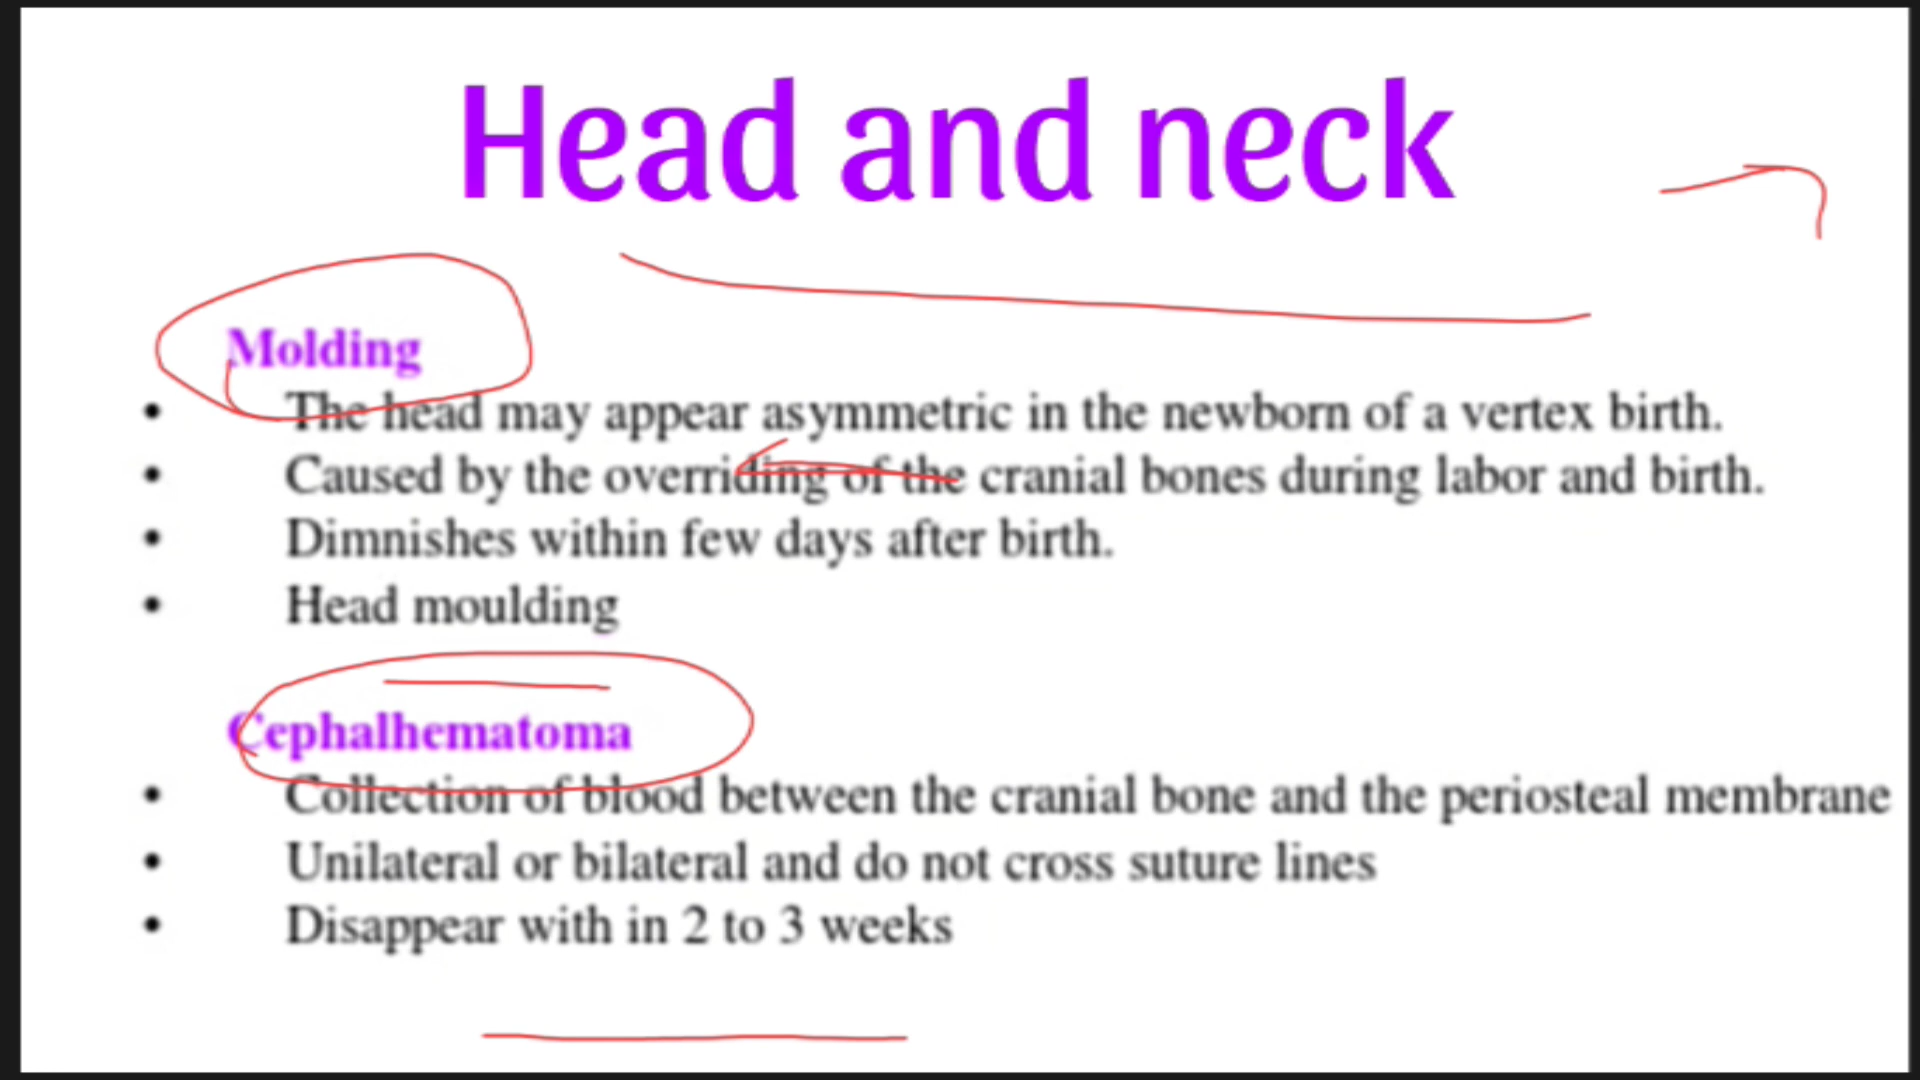 Head and neck
Molding
• The head may appear asymmetric in the newborn of a vertex birth.
• Caused by the overriding of the cranial bones during labor and birth.
• Dimnishes within few days after birth.
• Head moulding
Cephalhematoma
• Collection of blood between the cranial bone and the periosteal membrane
• Unilateral or bilateral and do not cross suture lines
• Disappear with in 2 to 3 weeks